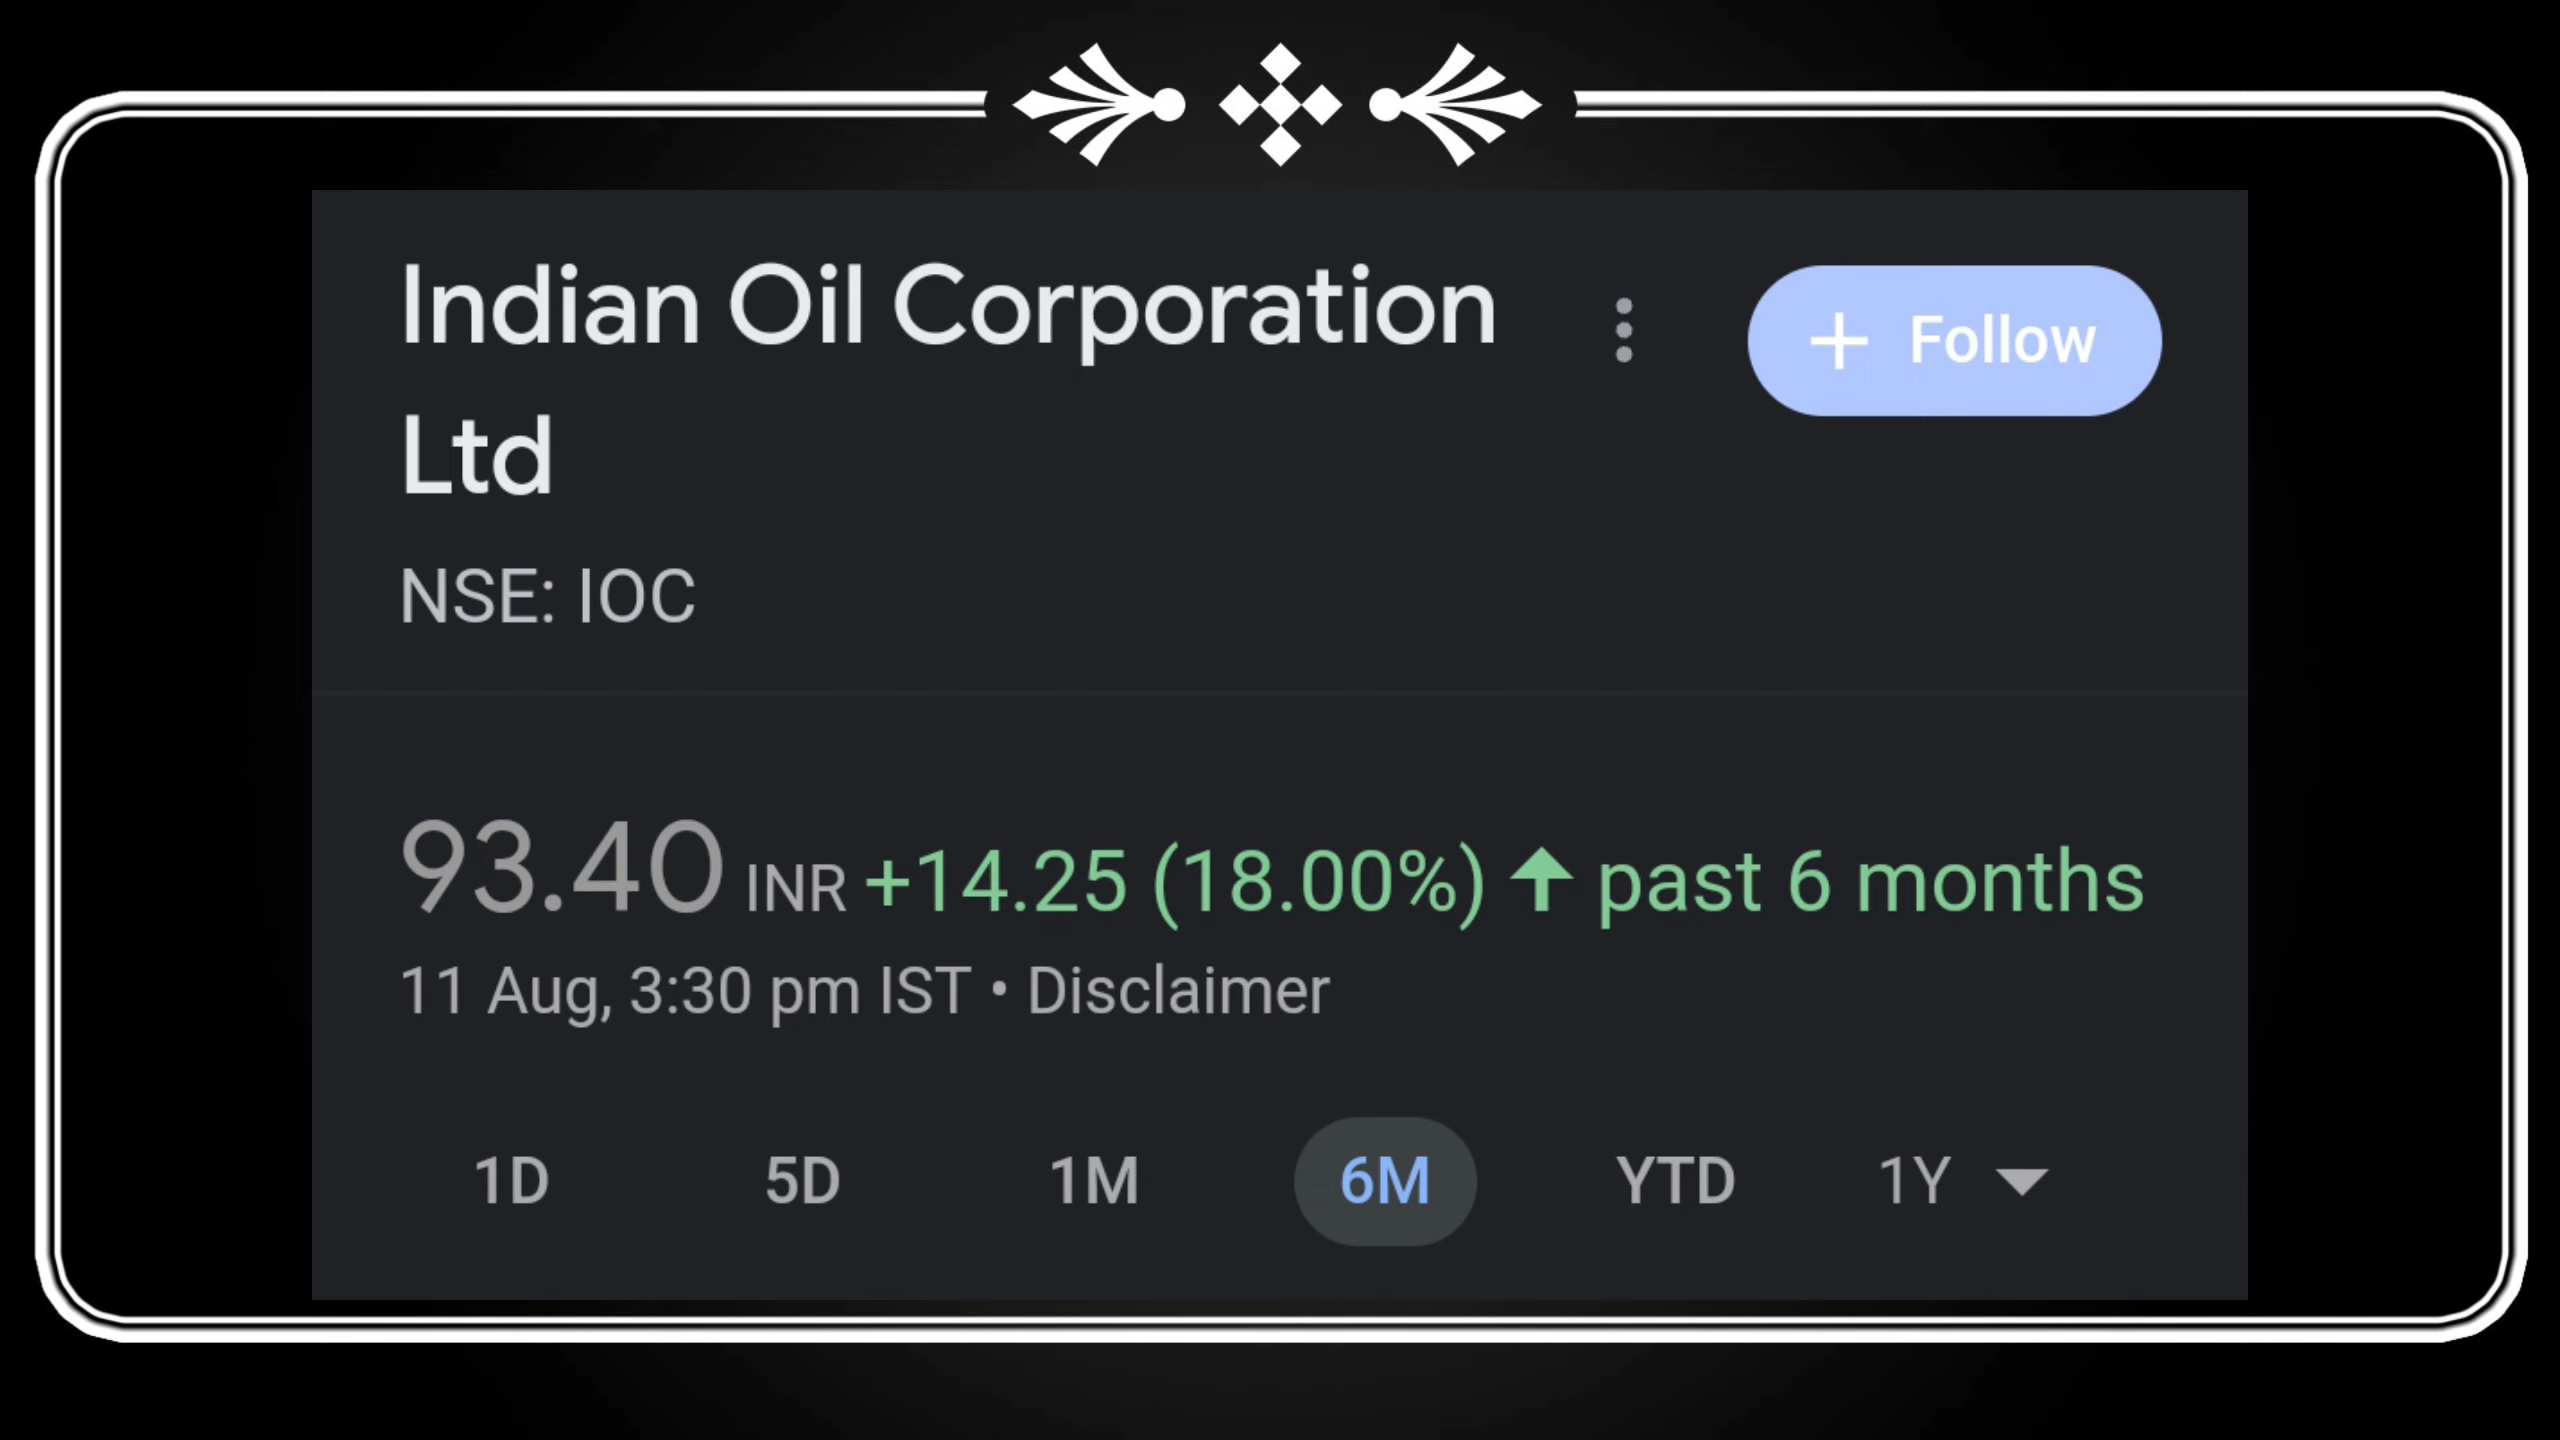 Indian Oil Corporation
Ltd
+ Follow
NSE: IOC
93.40 INR +14.25 (18.00%) ↑ past 6 months
11 Aug, 3:30 pm IST • Disclaimer
1D 5D 1M 6M YTD 1Y